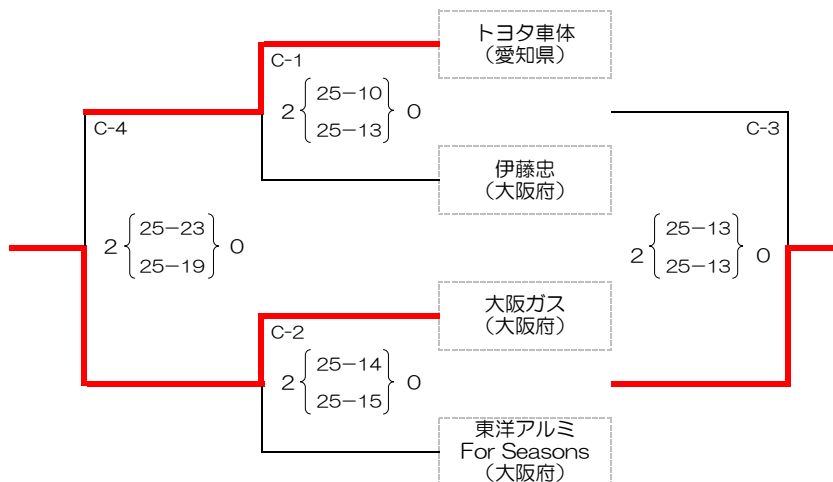 トヨタ車体
（愛知県）
C-1
25-10
2 0
25-13
C-4
C-3
伊藤忠
（大阪府）
25-23
2 0
25-19
25-13
2 0
25-13
大阪ガス
（大阪府）
C-2
25-14
2 0
25-15
東洋アルミ
For Seasons
（大阪府）